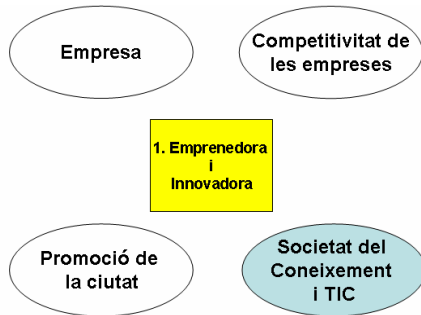 Empresa
Competitivitat de
les empreses
1. Emprenedora
i
Innovadora
Promoció de
la ciutat
Societat del
Coneixement
i TIC